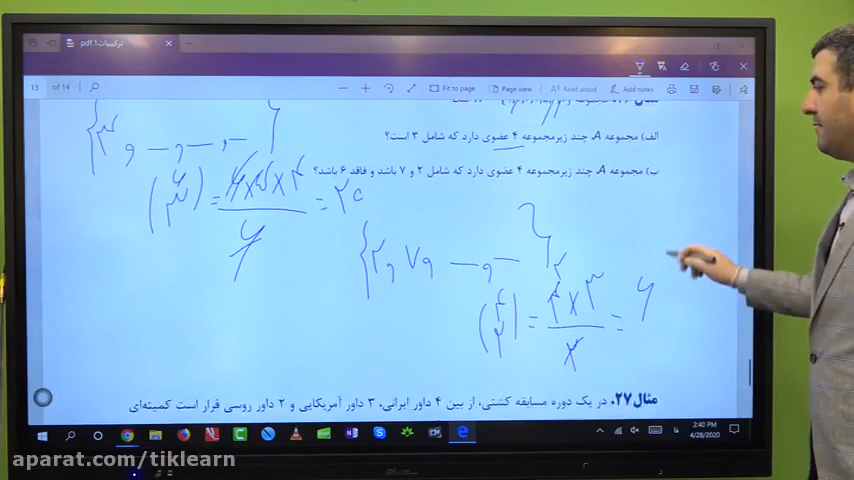 ترکیبات1.pdf
13 of 14
Fit to page
Page view
Read aloud
Add notes
الف) مجموعه A، چند زیرمجموعه ۴ عضوی دارد که شامل ۳ است؟
{۳, _, _, _}
ب) مجموعه A، چند زیرمجموعه ۴ عضوی دارد که شامل ۲ و ۷ باشد و فاقد ۶ باشد؟
(۶ ۳) = ۶×۵×۴ / ۶ = ۲۰
{۲, ۷, _, _}
(۴ ۲) = ۴×۳ / ۲ = ۶
مثال۲۷. در یک دوره مسابقه کشتی، از بین ۴ داور ایرانی، ۳ داور آمریکایی و ۲ داور روسی قرار است کمیته‌ای
2:40 PM
4/28/2020
aparat.com/tiklearn